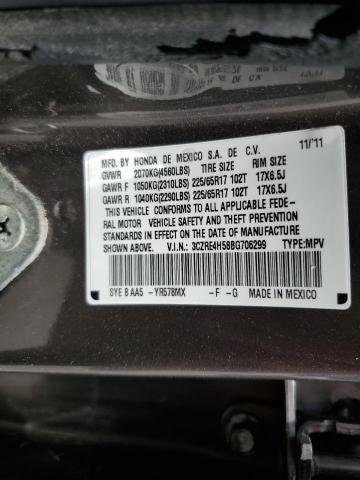 MFD. BY HONDA DE MEXICO S.A. DE C.V. 11/'11
GVWR 2070KG(4560LBS) TIRE SIZE RIM SIZE
GAWR F 1050KG(2310LBS) 225/65R17 102T 17X6.5J
GAWR R 1040KG(2290LBS) 225/65R17 102T 17X6.5J
THIS VEHICLE CONFORMS TO ALL APPLICABLE FEDE-
RAL MOTOR VEHICLE SAFETY AND THEFT PREVENTION
STANDARDS IN EFFECT ON THE DATE OF MANUFACTURE
SHOWN ABOVE. V.I.N.: 3CZRE4H58BG706299 TYPE:MPV
SYE B AA5 -YR578MX -F -G MADE IN MEXICO